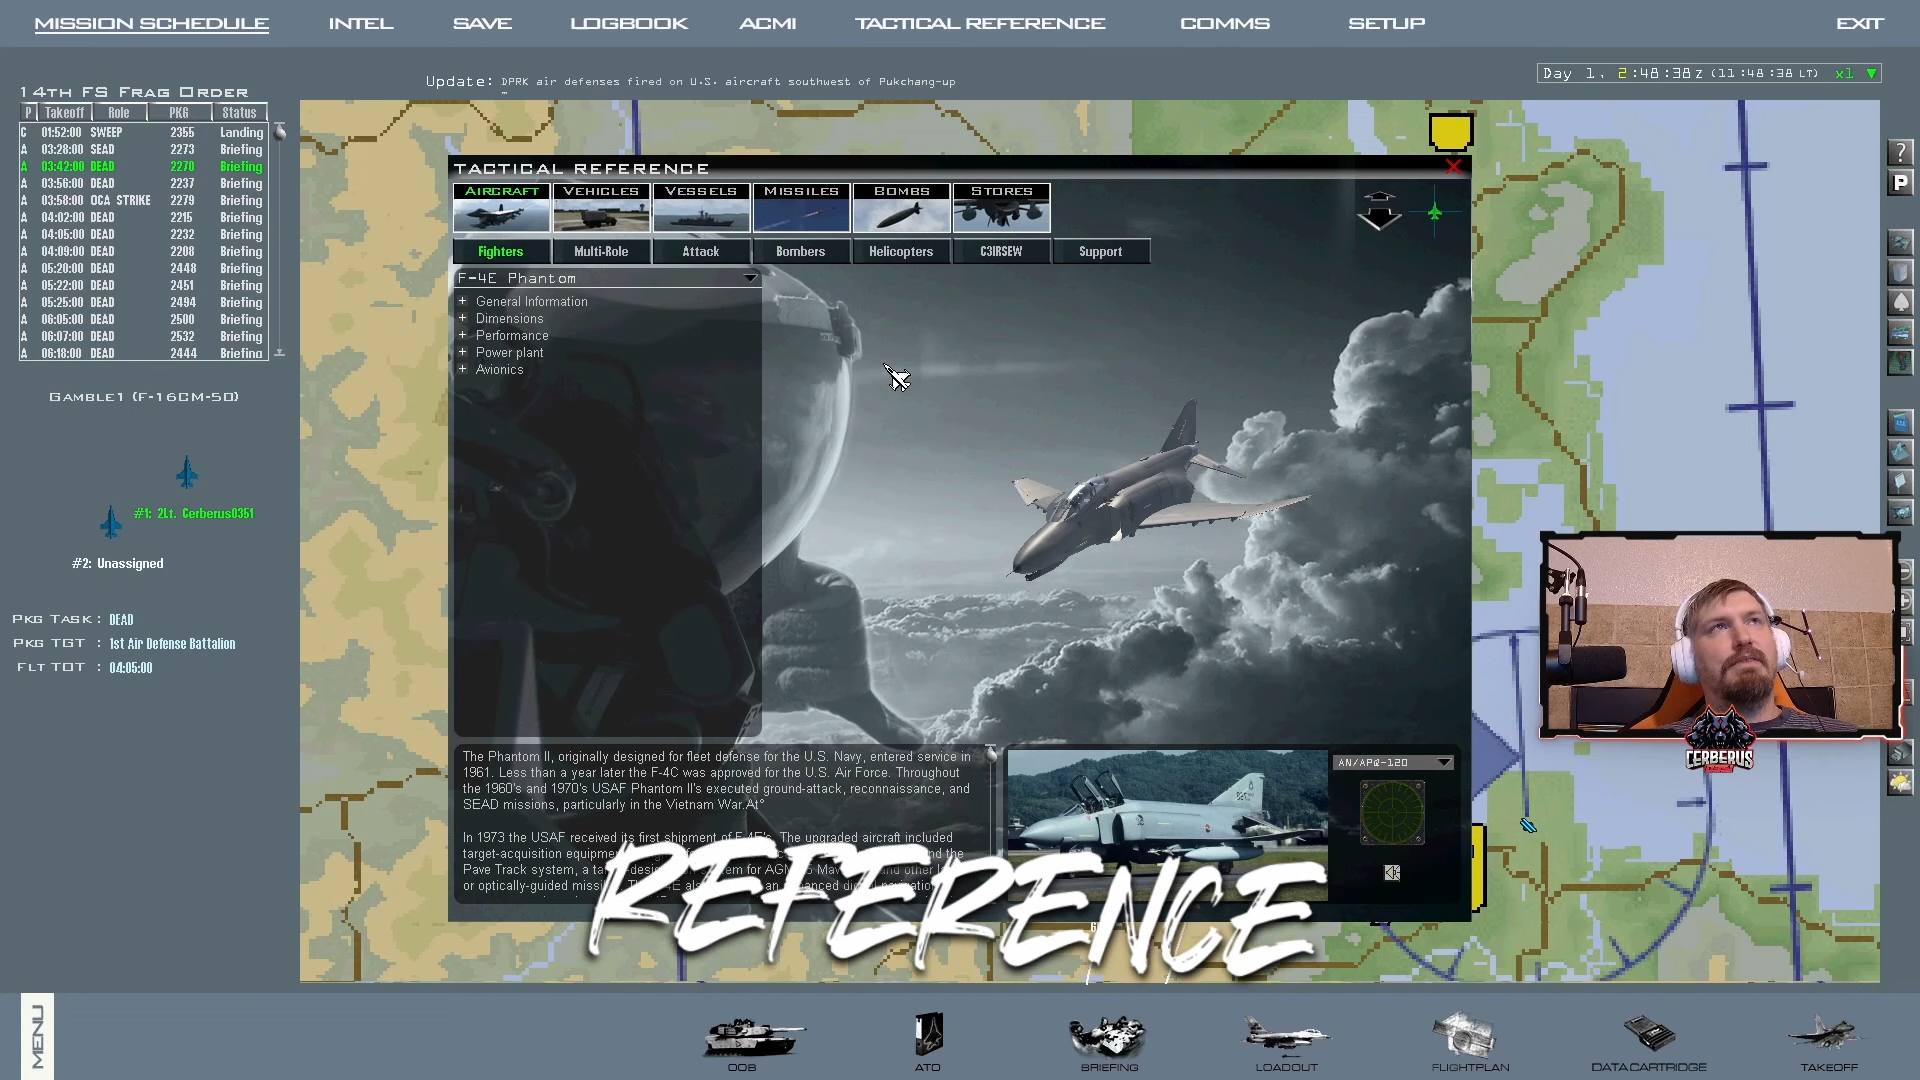 MISSION SCHEDULE INTEL SAVE LOGBOOK ACMI TACTICAL REFERENCE COMMS SETUP EXIT
Update: DPRK air defenses fired on U.S. aircraft southwest of Pukchang-up
Day 1, 2:48:38z (11:48:38 LT) x1
14th FS Frag Order
P Takeoff Role PKG Status
C 01:52:00 SWEEP 2355 Landing
A 03:28:00 SEAD 2273 Briefing
A 03:42:00 DEAD 2270 Briefing
A 03:56:00 DEAD 2237 Briefing
A 03:58:00 OCA STRIKE 2279 Briefing
A 04:02:00 DEAD 2215 Briefing
A 04:05:00 DEAD 2232 Briefing
A 04:09:00 DEAD 2208 Briefing
A 05:20:00 DEAD 2448 Briefing
A 05:22:00 DEAD 2451 Briefing
A 05:25:00 DEAD 2494 Briefing
A 06:05:00 DEAD 2500 Briefing
A 06:07:00 DEAD 2532 Briefing
A 06:18:00 DEAD 2444 Briefing
Gamble1 (F-16CM-50)
#1: 2Lt. Cerberus0351
#2: Unassigned
Pkg Task: DEAD
Pkg TGT : 1st Air Defense Battalion
FLT TOT : 04:05:00
TACTICAL REFERENCE
Aircraft Vehicles Vessels Missiles Bombs Stores
Fighters Multi-Role Attack Bombers Helicopters C3IRSEW Support
F-4E Phantom
+ General Information
+ Dimensions
+ Performance
+ Power plant
+ Avionics
The Phantom II, originally designed for fleet defense for the U.S. Navy, entered service in
1961. Less than a year later the F-4C was approved for the U.S. Air Force. Throughout
the 1960's and 1970's USAF Phantom II's executed ground-attack, reconnaissance, and
SEAD missions, particularly in the Vietnam War.At°
In 1973 the USAF received its first shipment of F-4E's. The upgraded aircraft included
target-acquisition and the
Pave Track system, a for other
or optically-guided
AN/APQ-120
REFERENCE
?
P
CERBERUS
MENU
OOB ATO BRIEFING LOADOUT FLIGHTPLAN DATA CARTRIDGE TAKEOFF